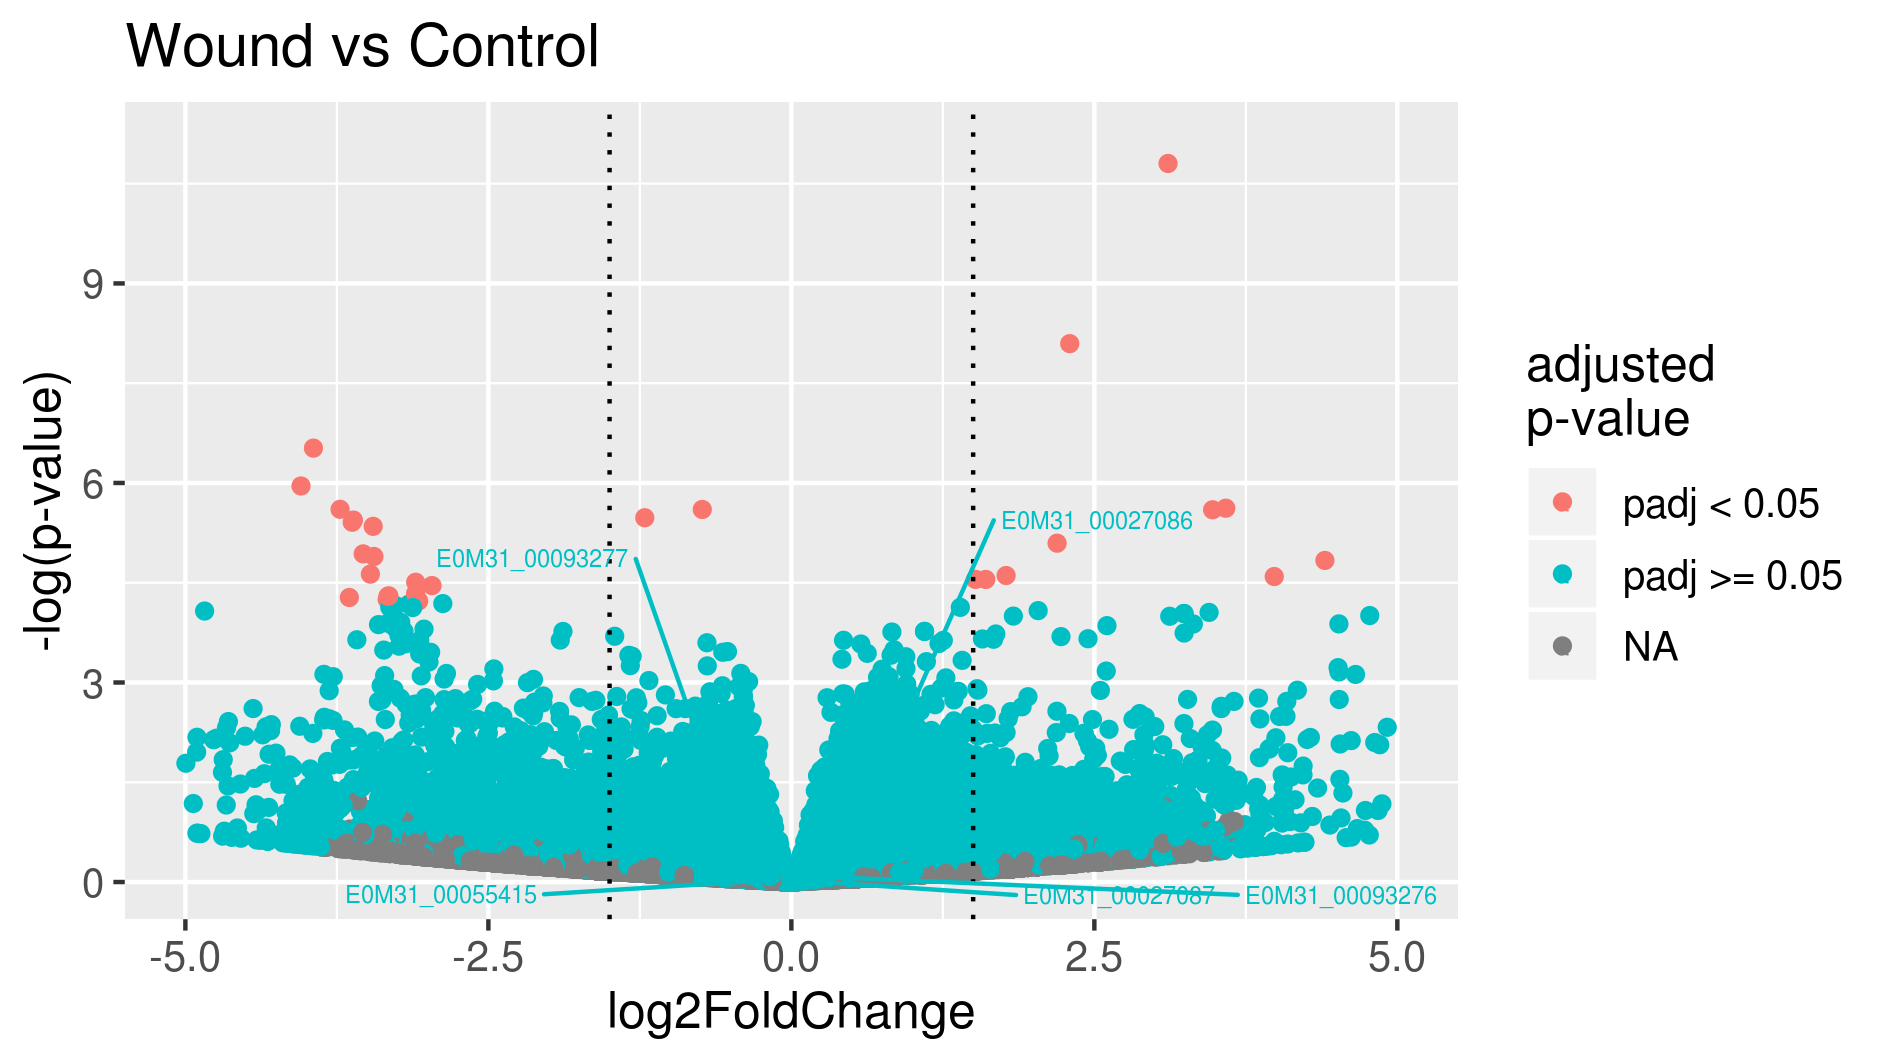 Wound vs Control
-log(p-value)
9
6
3
0
E0M31_00027086
E0M31_00093277
E0M31_00055415
E0M31_00027087
E0M31_00093276
-5.0
-2.5
0.0
2.5
5.0
log2FoldChange
adjusted
p-value
padj < 0.05
padj >= 0.05
NA